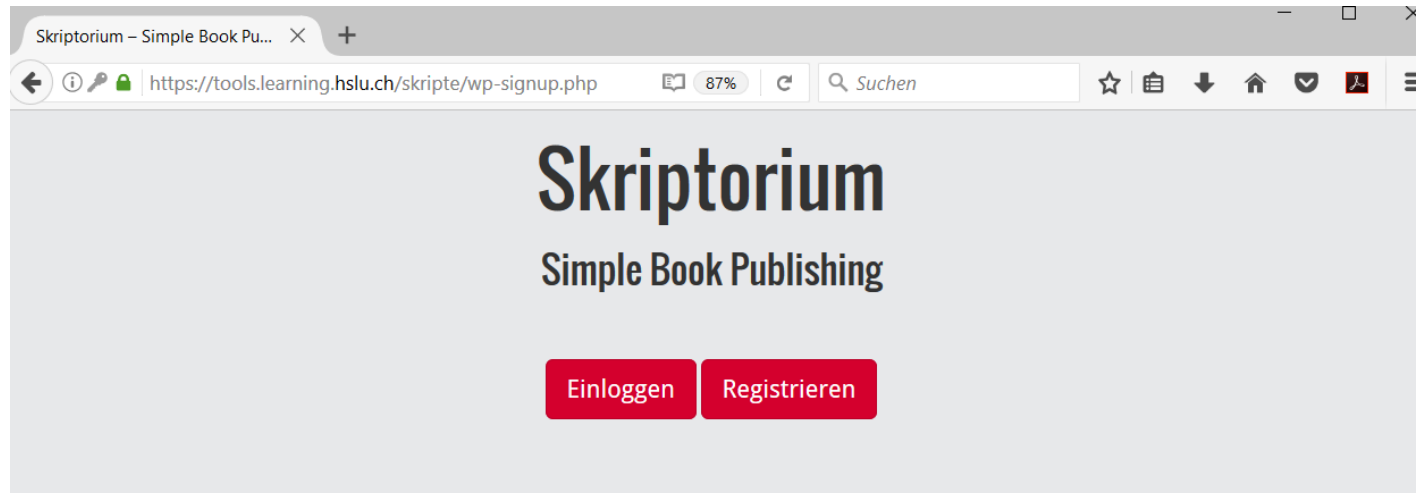 Skriptorium – Simple Book Pu...
https://tools.learning.hslu.ch/skripte/wp-signup.php 87% Suchen
Skriptorium
Simple Book Publishing
Einloggen Registrieren